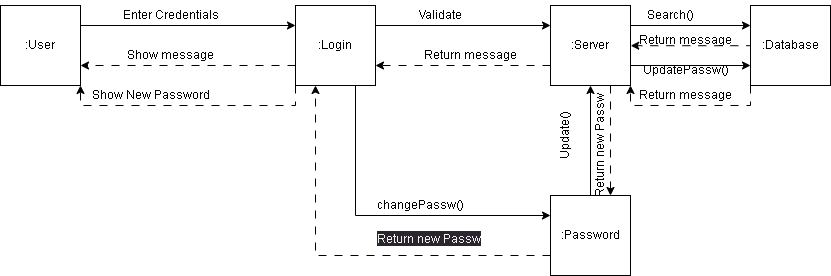 Enter Credentials
Validate
Search()
:User
:Login
:Server
:Database
Show message
Return message
Return message
UpdatePassw()
Show New Password
Return message
Update()
Return new Passw
changePassw()
Return new Passw
:Password